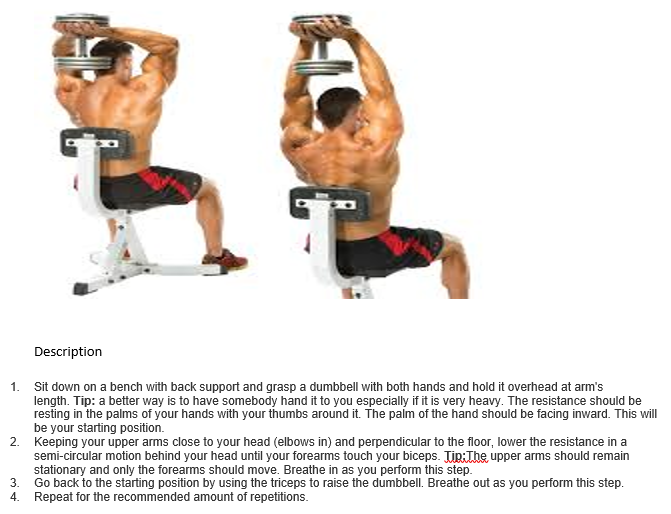 Description
1. Sit down on a bench with back support and grasp a dumbbell with both hands and hold it overhead at arm's
length. Tip: a better way is to have somebody hand it to you especially if it is very heavy. The resistance should be
resting in the palms of your hands with your thumbs around it. The palm of the hand should be facing inward. This will
be your starting position.
2. Keeping your upper arms close to your head (elbows in) and perpendicular to the floor, lower the resistance in a
semi-circular motion behind your head until your forearms touch your biceps. Tip:The upper arms should remain
stationary and only the forearms should move. Breathe in as you perform this step.
3. Go back to the starting position by using the triceps to raise the dumbbell. Breathe out as you perform this step.
4. Repeat for the recommended amount of repetitions.